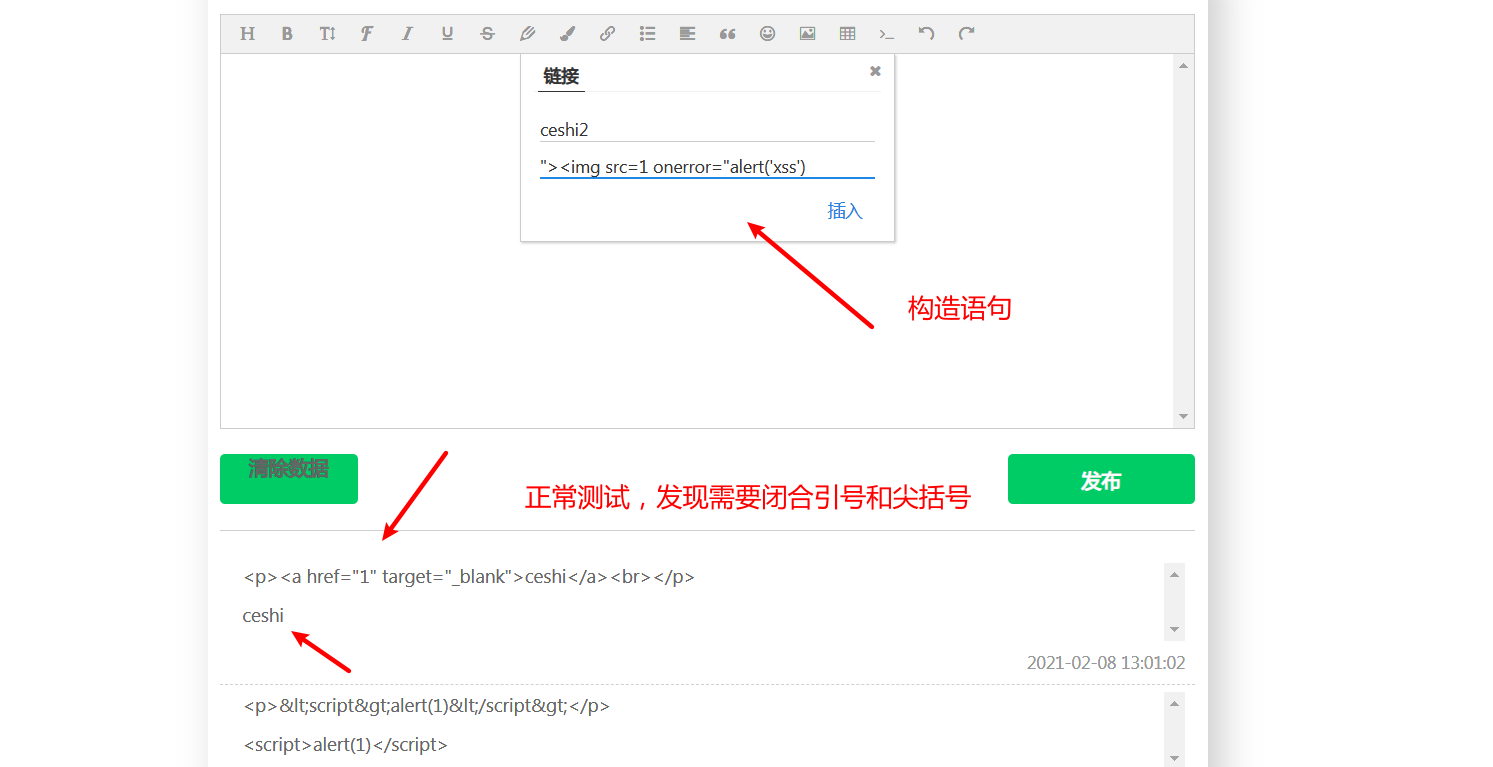 H B T F I U S
链接
ceshi2
"><img src=1 onerror="alert('xss')
插入
构造语句
清除数据
发布
正常测试，发现需要闭合引号和尖括号
<p><a href="1" target="_blank">ceshi</a><br></p>
ceshi
2021-02-08 13:01:02
<p>&lt;script&gt;alert(1)&lt;/script&gt;</p>
<script>alert(1)</script>